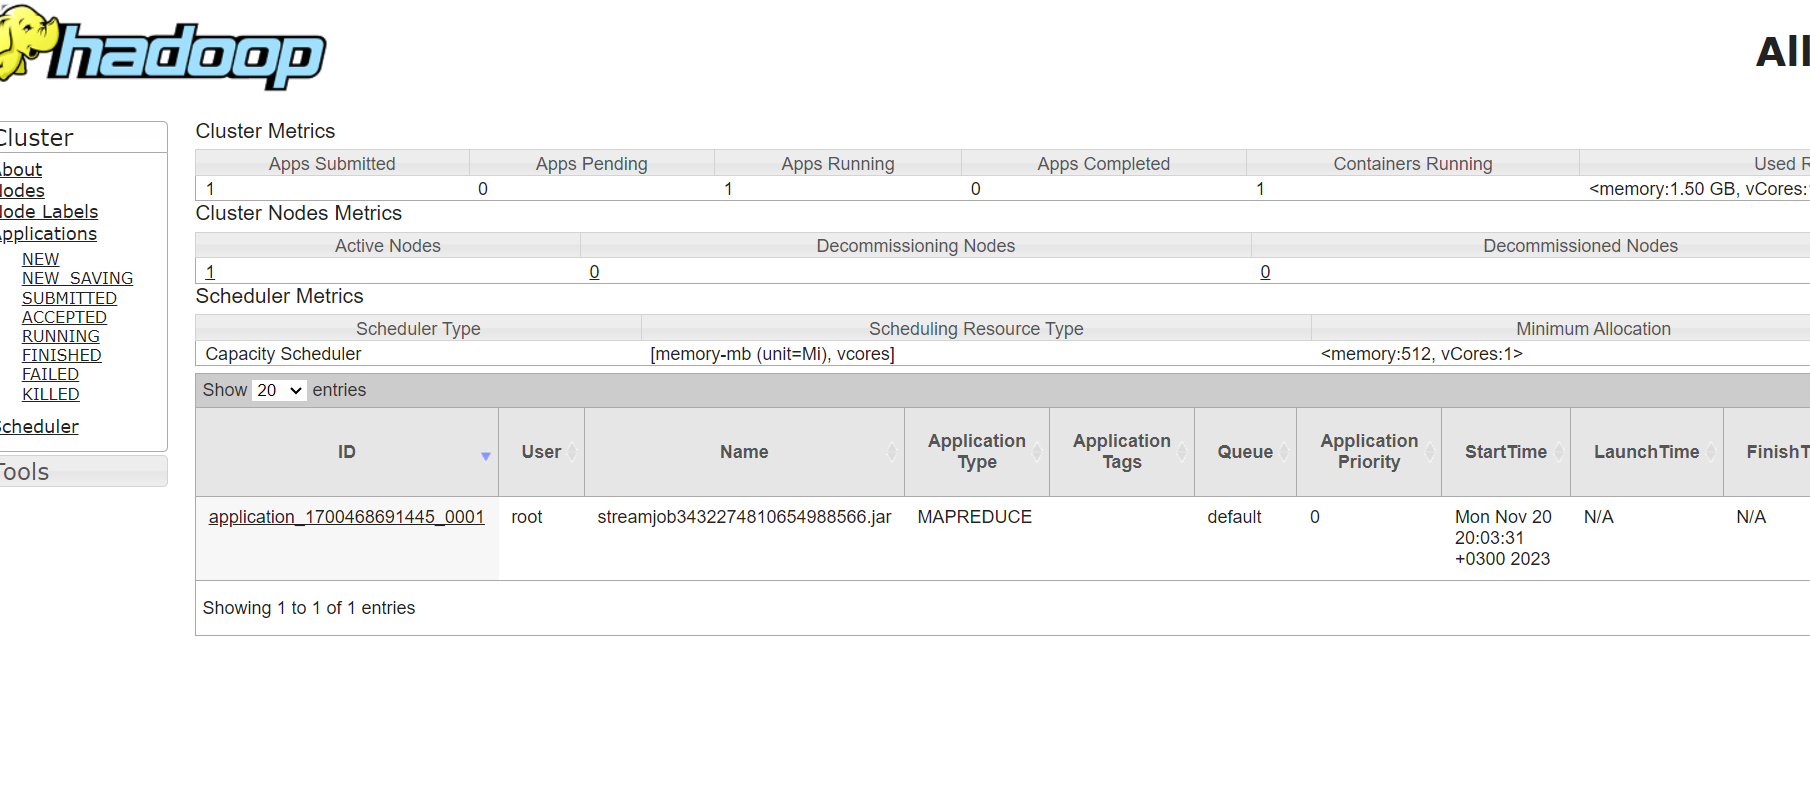 hadoop
All
Cluster
About
Nodes
Node Labels
Applications
NEW
NEW_SAVING
SUBMITTED
ACCEPTED
RUNNING
FINISHED
FAILED
KILLED
Scheduler
Tools
Cluster Metrics
Apps Submitted Apps Pending Apps Running Apps Completed Containers Running Used R
1 0 1 0 1 <memory:1.50 GB, vCores:
Cluster Nodes Metrics
Active Nodes Decommissioning Nodes Decommissioned Nodes
1 0 0
Scheduler Metrics
Scheduler Type Scheduling Resource Type Minimum Allocation
Capacity Scheduler [memory-mb (unit=Mi), vcores] <memory:512, vCores:1>
Show 20 entries
ID User Name Application Type Application Tags Queue Application Priority StartTime LaunchTime FinishT
application_1700468691445_0001 root streamjob3432274810654988566.jar MAPREDUCE default 0 Mon Nov 20 N/A N/A
20:03:31
+0300 2023
Showing 1 to 1 of 1 entries